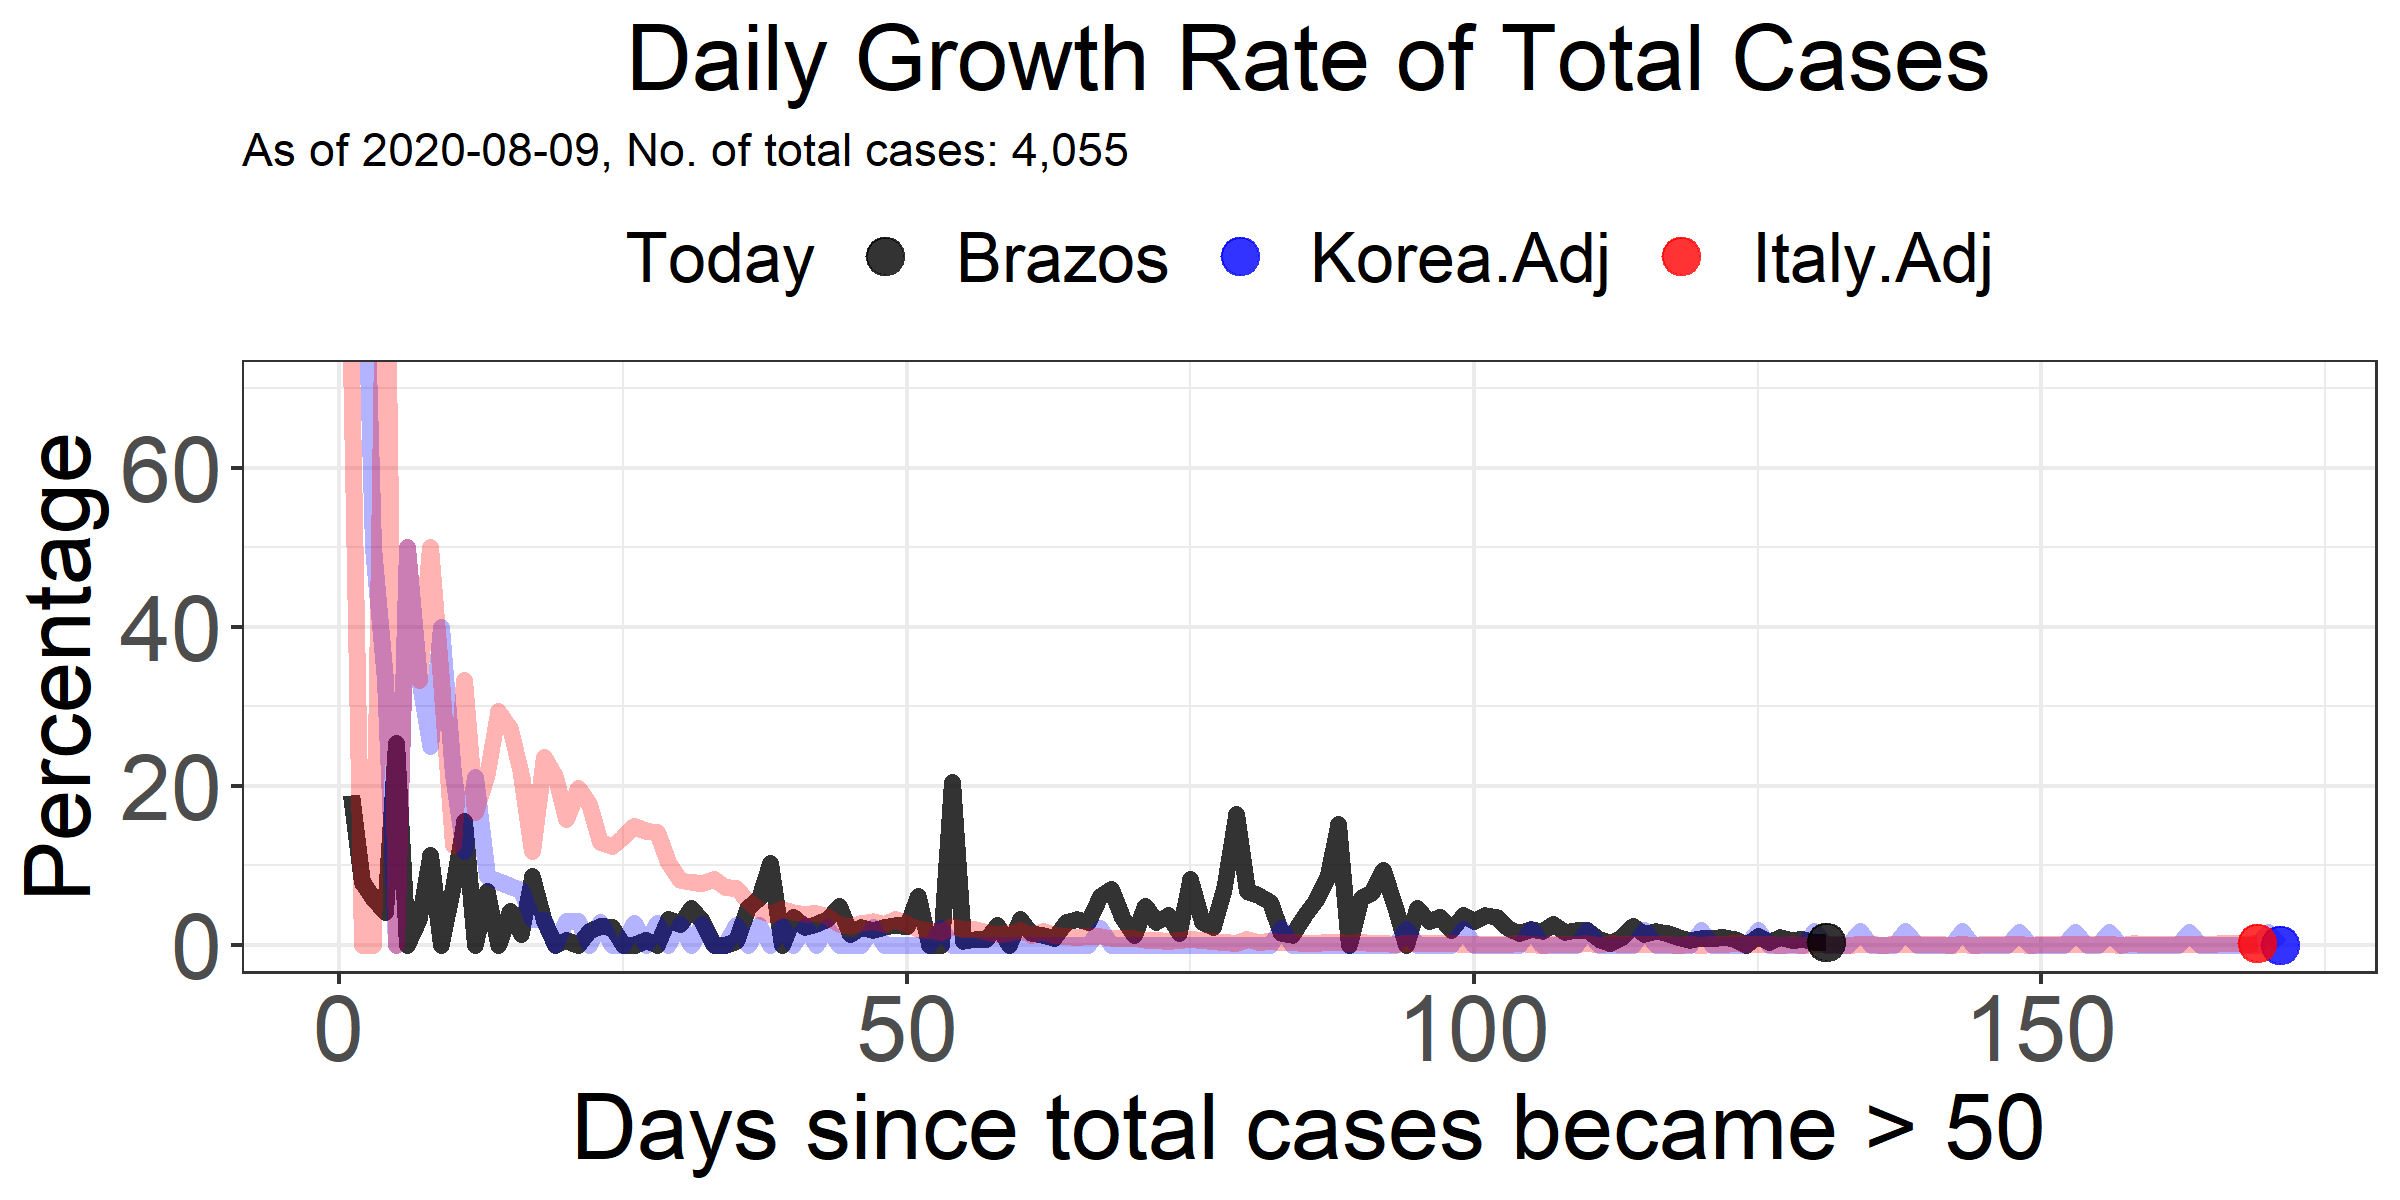 Daily Growth Rate of Total Cases
As of 2020-08-09, No. of total cases: 4,055
Today Brazos Korea.Adj Italy.Adj
Percentage
60
40
20
0
0 50 100 150
Days since total cases became > 50